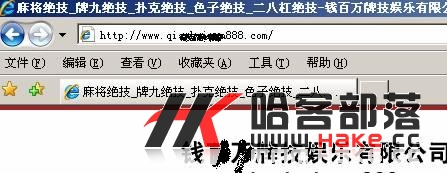 麻将绝技_牌九绝技_扑克绝技_色子绝技_二八杠绝技-钱百万牌技娱乐有限公
http://www.qi 888.com/
文件(F) 编辑(E) 查看(V) 收藏夹(A) 工具(T) 帮助(H)
麻将绝技_牌九绝技_扑克绝技_色子绝技_二八
哈客部落
www.Hake.cc
钱 万 娱乐有限公司